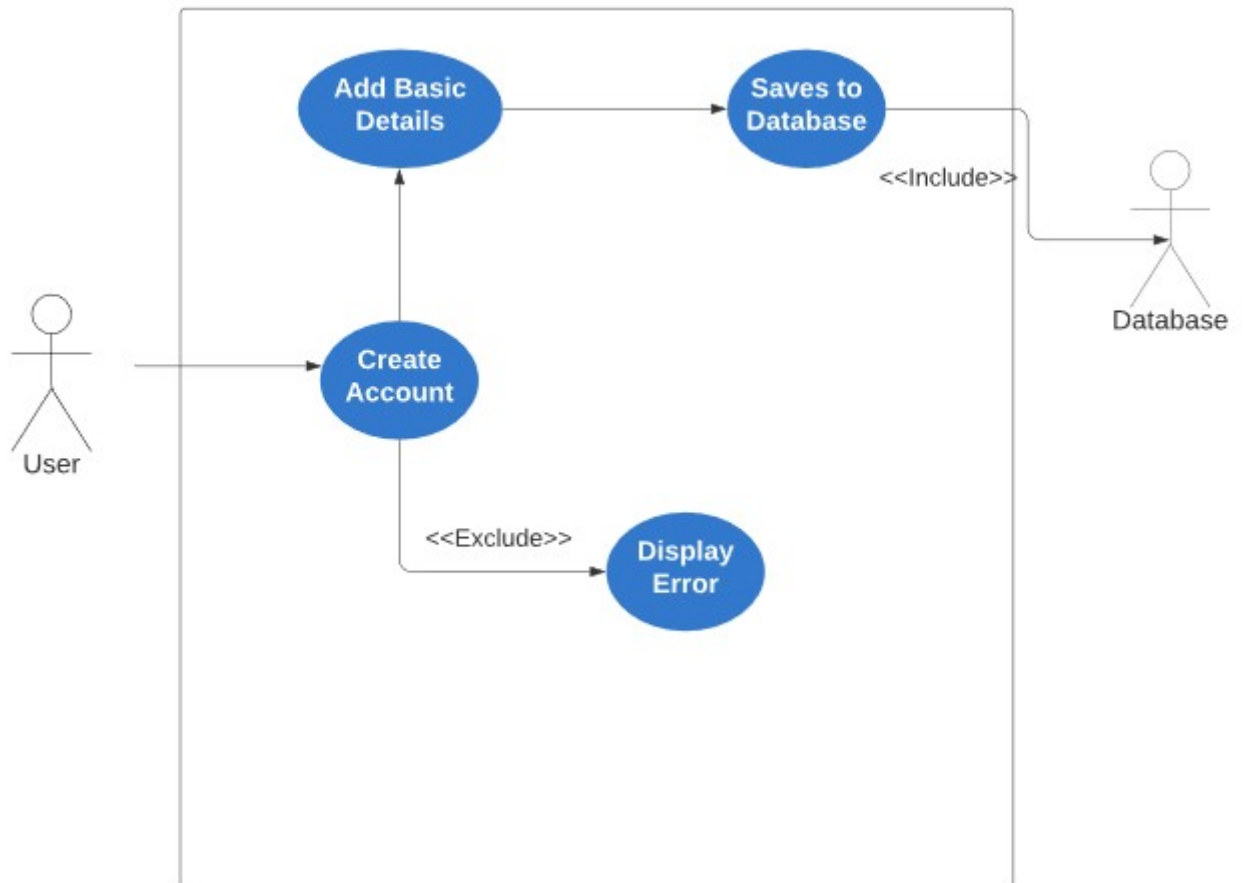 Add Basic
Details
Saves to
Database
<<Include>>
Database
Create
Account
User
<<Exclude>>
Display
Error